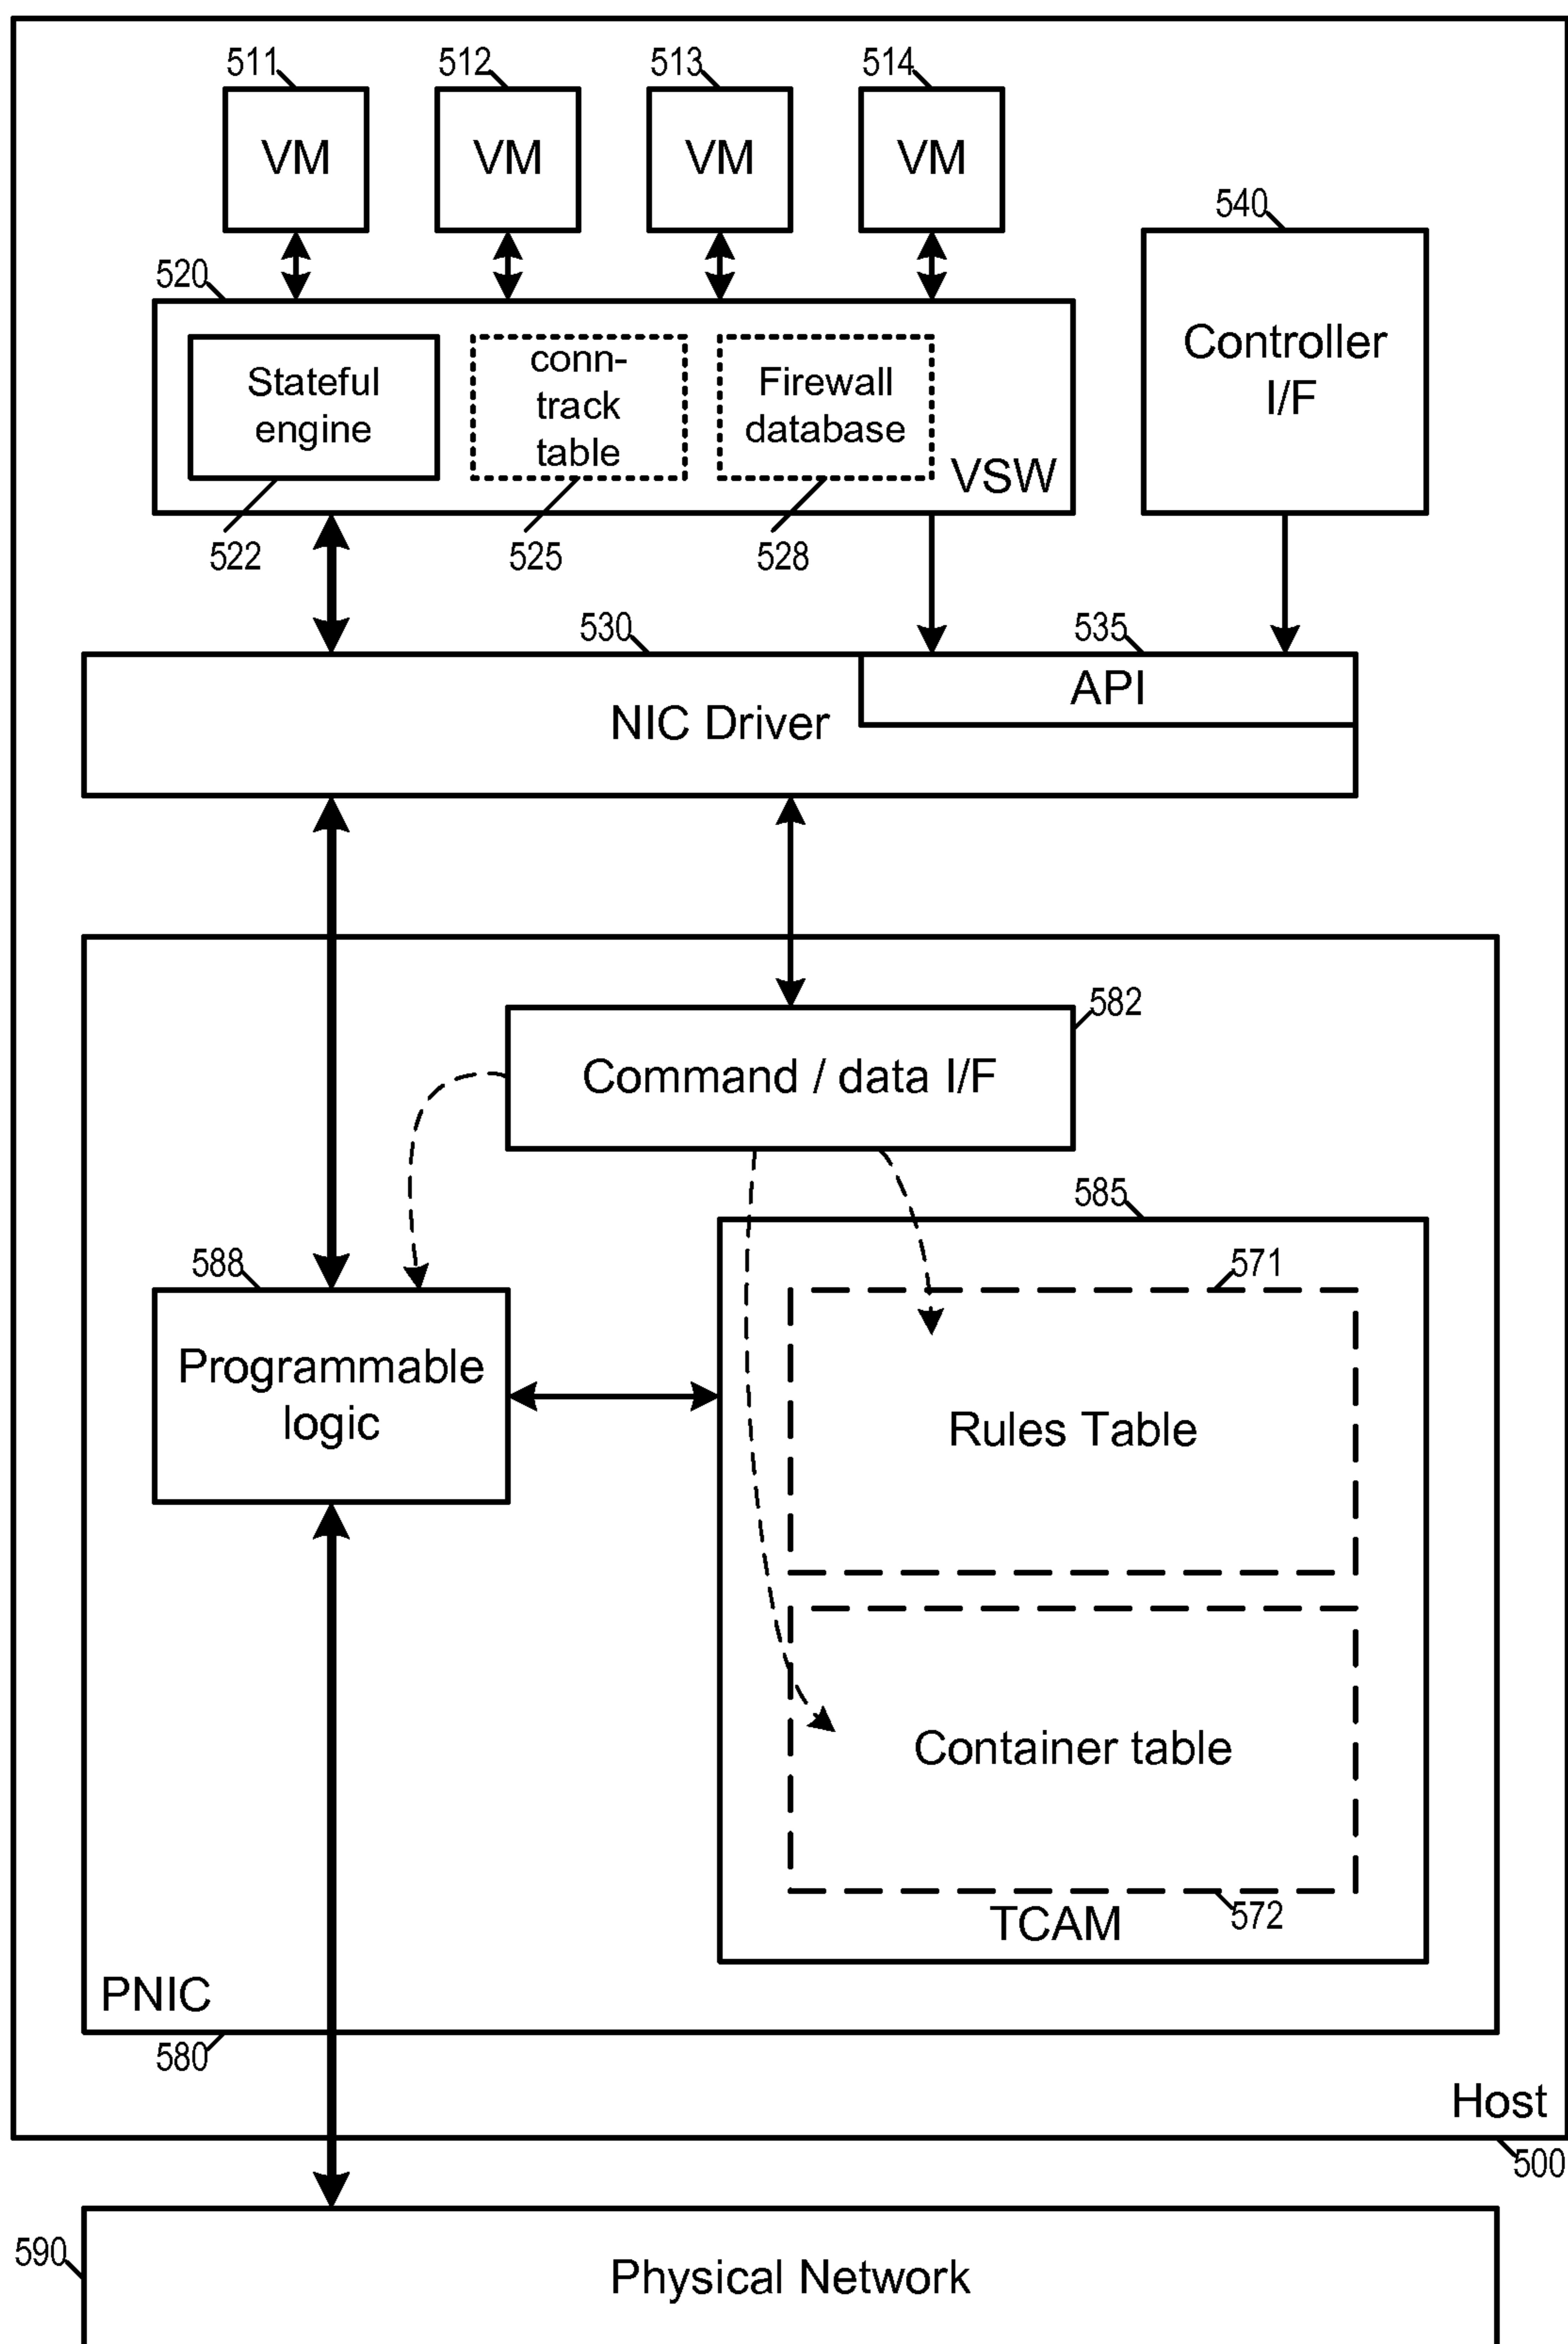 511
512
513
514
VM
VM
VM
VM
540
520
Controller
I/F
Stateful
engine
conn-
track
table
Firewall
database
VSW
522
525
528
530
535
API
NIC Driver
582
Command / data I/F
585
588
571
Programmable
logic
Rules Table
Container table
572
TCAM
PNIC
580
Host
500
590
Physical Network